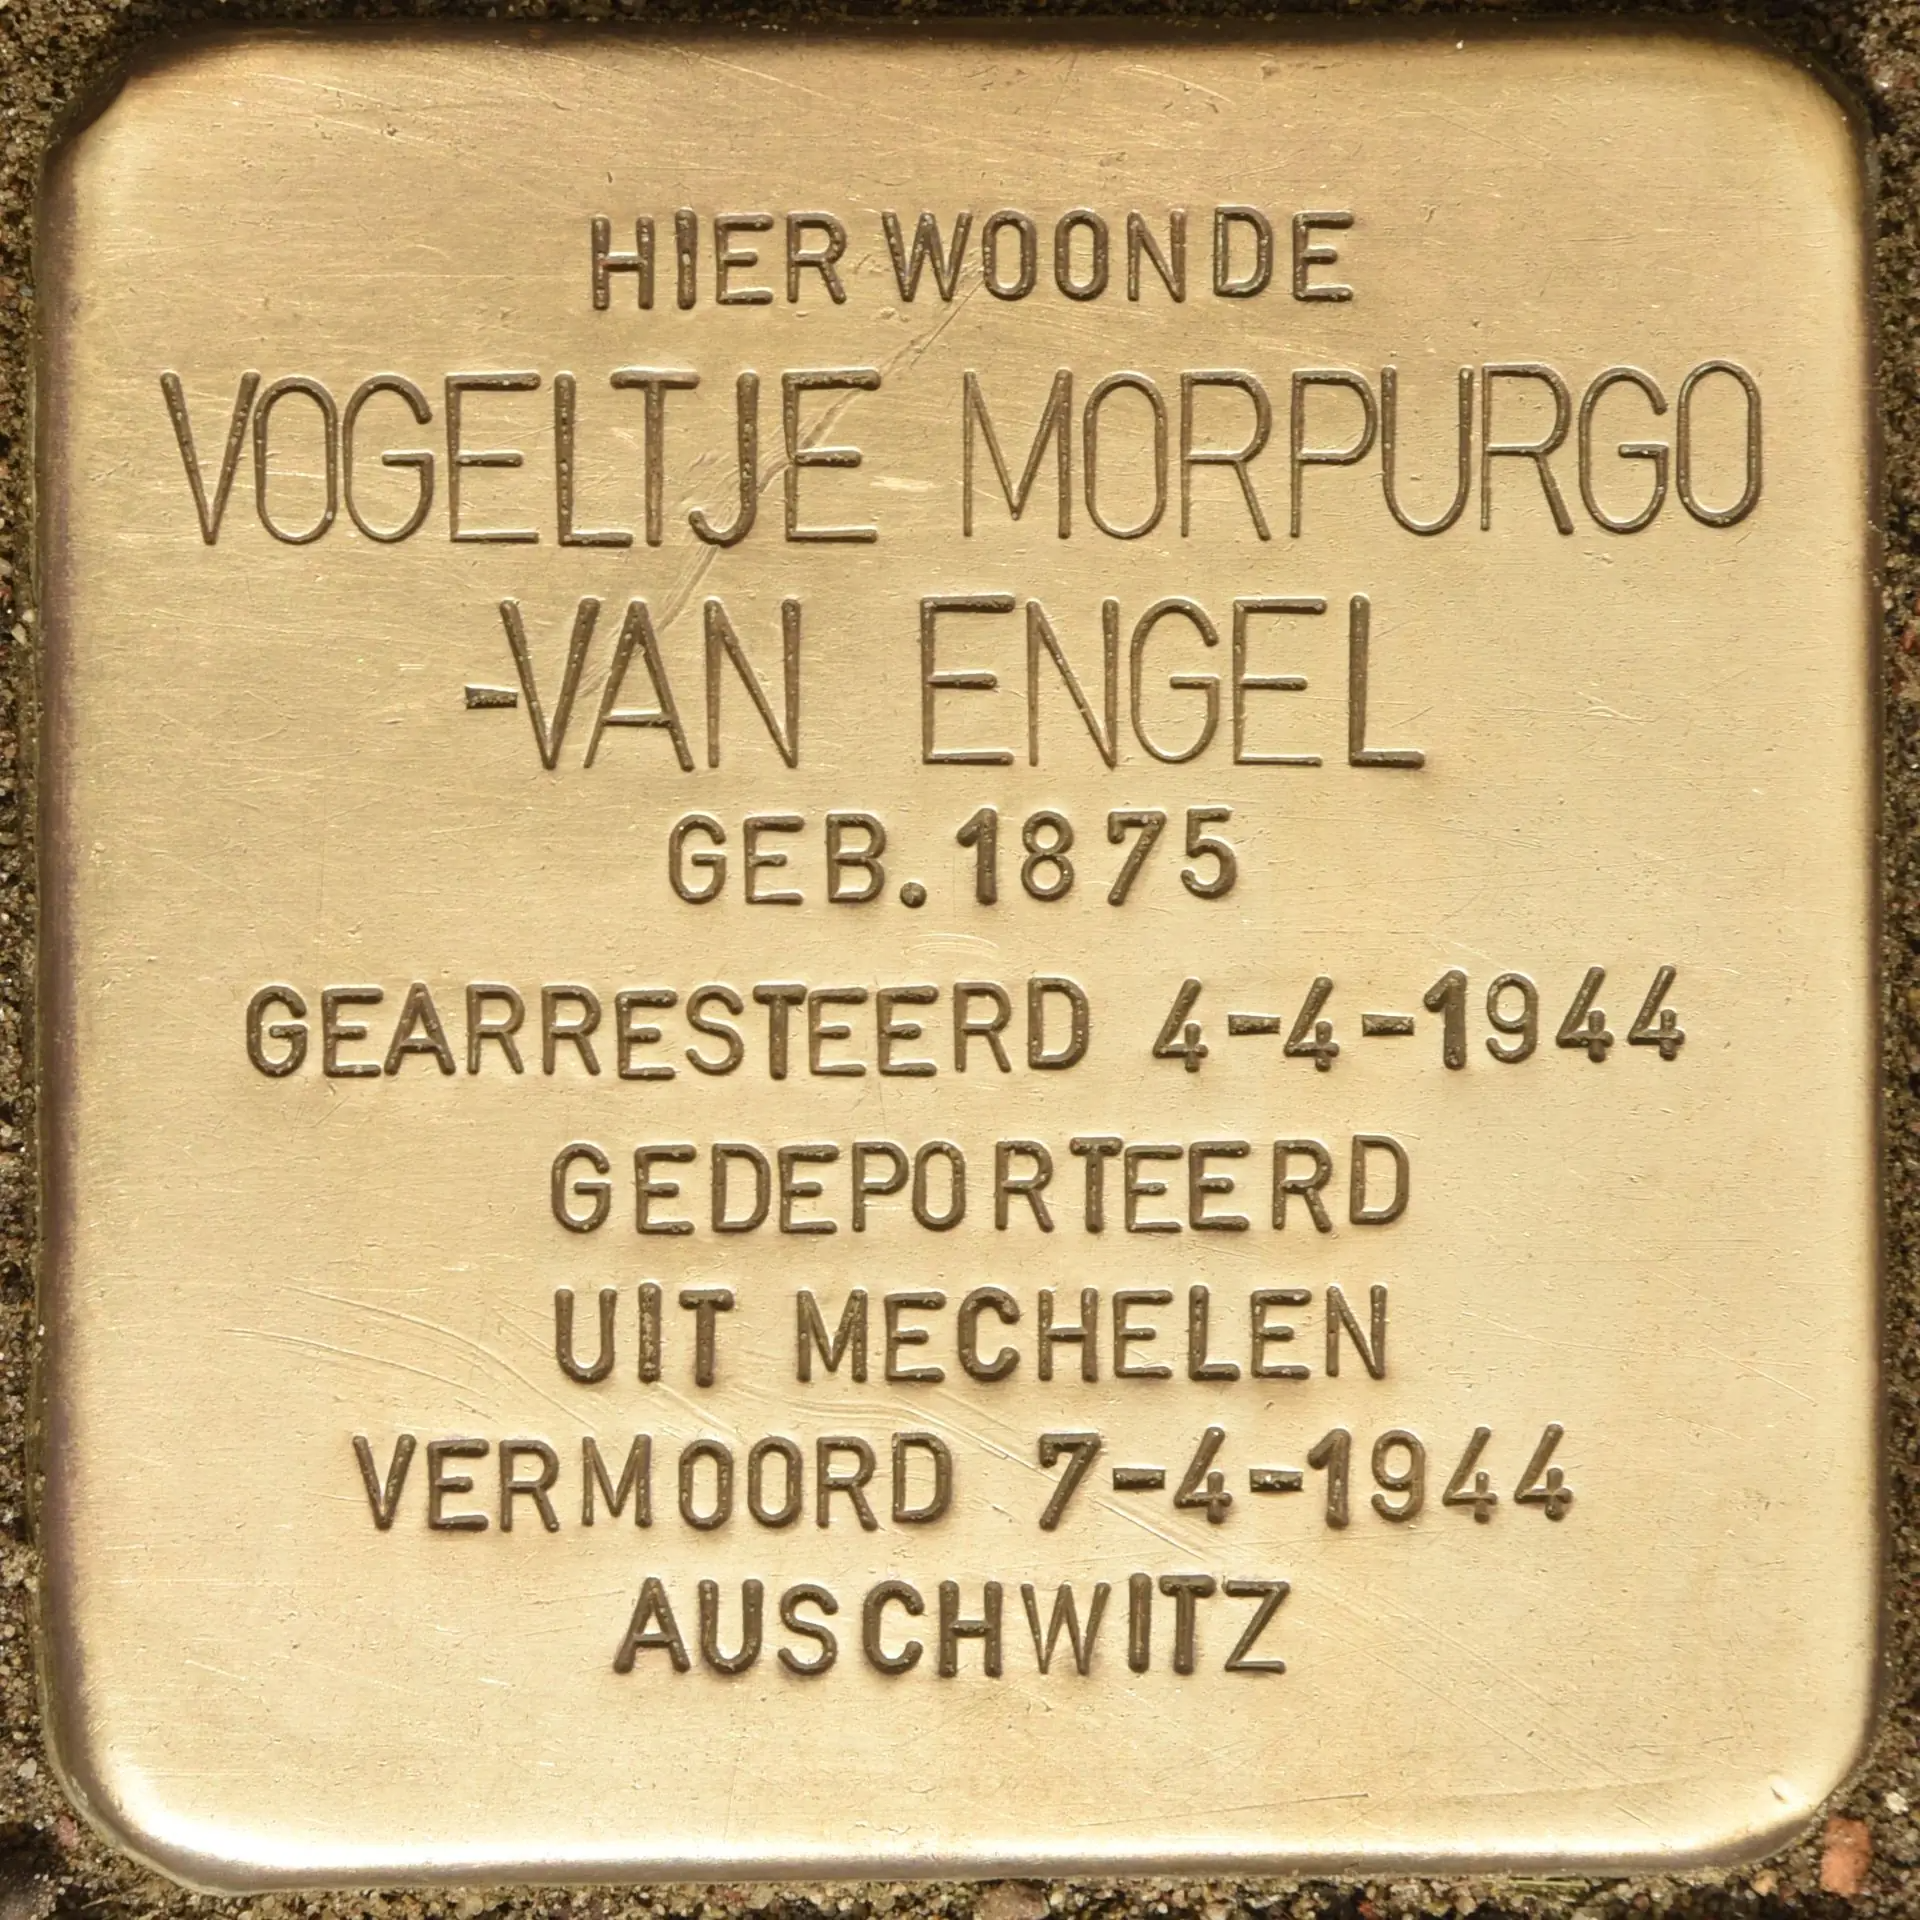 HIER WOONDE
VOGELTJE MORPURGO
-VAN ENGEL
GEB. 1875
GEARRESTEERD 4-4-1944
GEDEPORTEERD
UIT MECHELEN
VERMOORD 7-4-1944
AUSCHWITZ